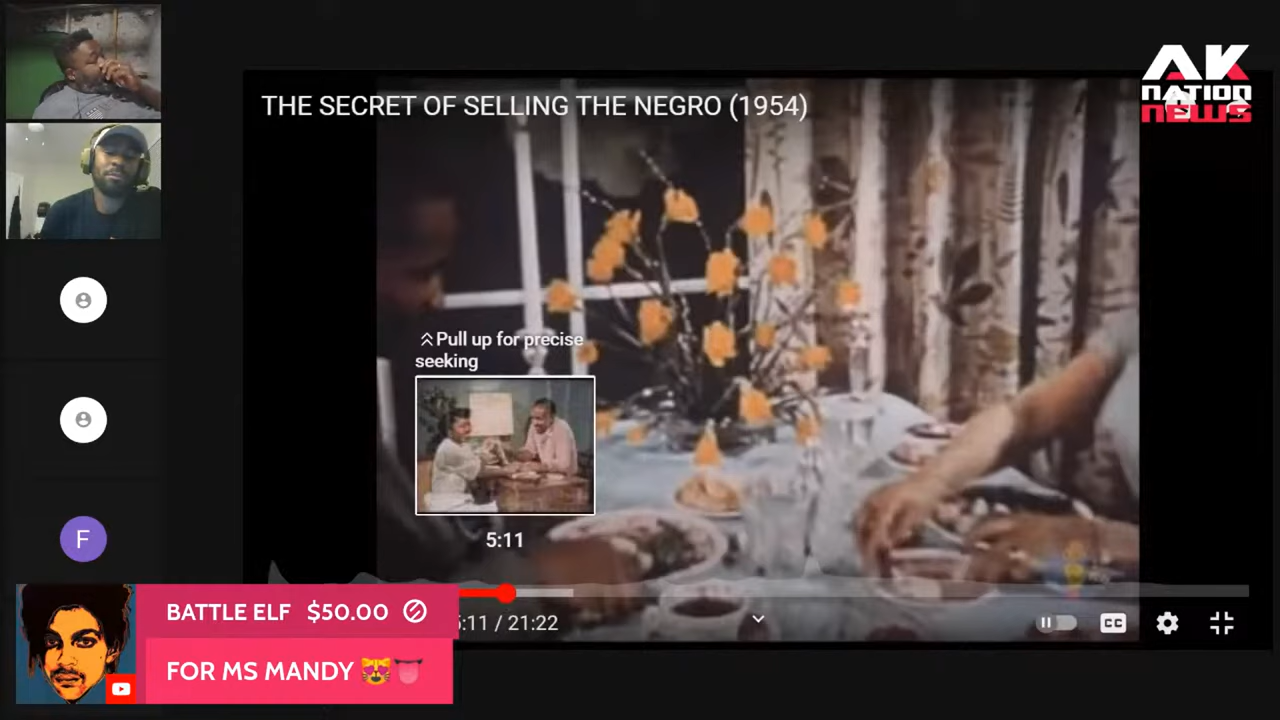 AK
NATION
NEWS
THE SECRET OF SELLING THE NEGRO (1954)
Pull up for precise
seeking
5:11
5:11 / 21:22
CC
F
BATTLE ELF $50.00
FOR MS MANDY 😻👅